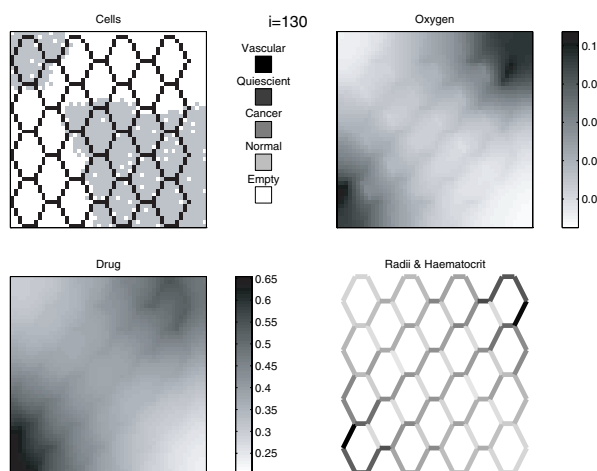 Cells
i=130
Oxygen
Vascular
Quiescient
Cancer
Normal
Empty
0.1
0.0
0.0
0.0
0.0
Drug
0.65
0.6
0.55
0.5
0.45
0.4
0.35
0.3
0.25
Radii & Haematocrit